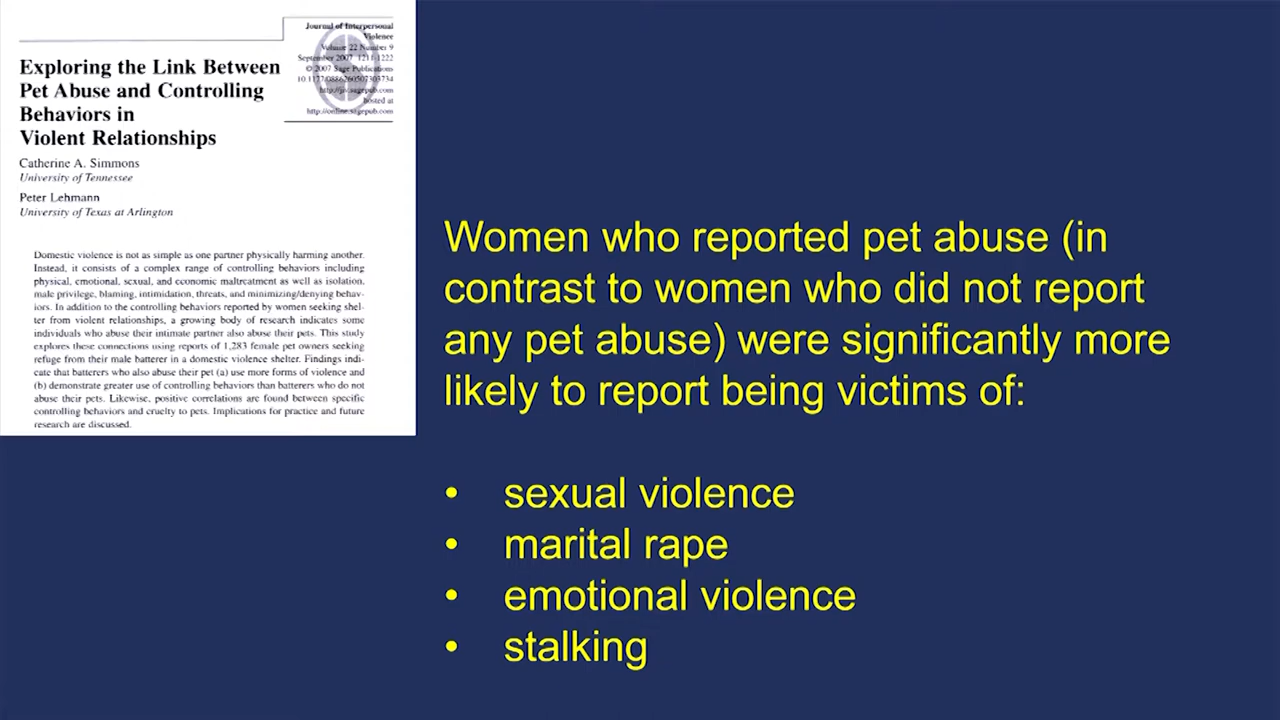 Journal of Interpersonal
Violence
Volume 22 Number 9
September 2007 1211-1222
© 2007 Sage Publications
10.1177/0886260507303734
http://jiv.sagepub.com
hosted at
http://online.sagepub.com
Exploring the Link Between
Pet Abuse and Controlling
Behaviors in
Violent Relationships
Catherine A. Simmons
University of Tennessee
Peter Lehmann
University of Texas at Arlington
Domestic violence is not as simple as one partner physically harming another.
Instead, it consists of a complex range of controlling behaviors including
physical, emotional, sexual, and economic maltreatment as well as isolation,
male privilege, blaming, intimidation, threats, and minimizing/denying behav-
iors. In addition to the controlling behaviors reported by women seeking shel-
ter from violent relationships, a growing body of research indicates some
individuals who abuse their intimate partner also abuse their pets. This study
explores these connections using reports of 1,283 female pet owners seeking
refuge from their male batterer in a domestic violence shelter. Findings indi-
cate that batterers who also abuse their pet (a) use more forms of violence and
(b) demonstrate greater use of controlling behaviors than batterers who do not
abuse their pets. Likewise, positive correlations are found between specific
controlling behaviors and cruelty to pets. Implications for practice and future
research are discussed.
Women who reported pet abuse (in
contrast to women who did not report
any pet abuse) were significantly more
likely to report being victims of:
• sexual violence
• marital rape
• emotional violence
• stalking